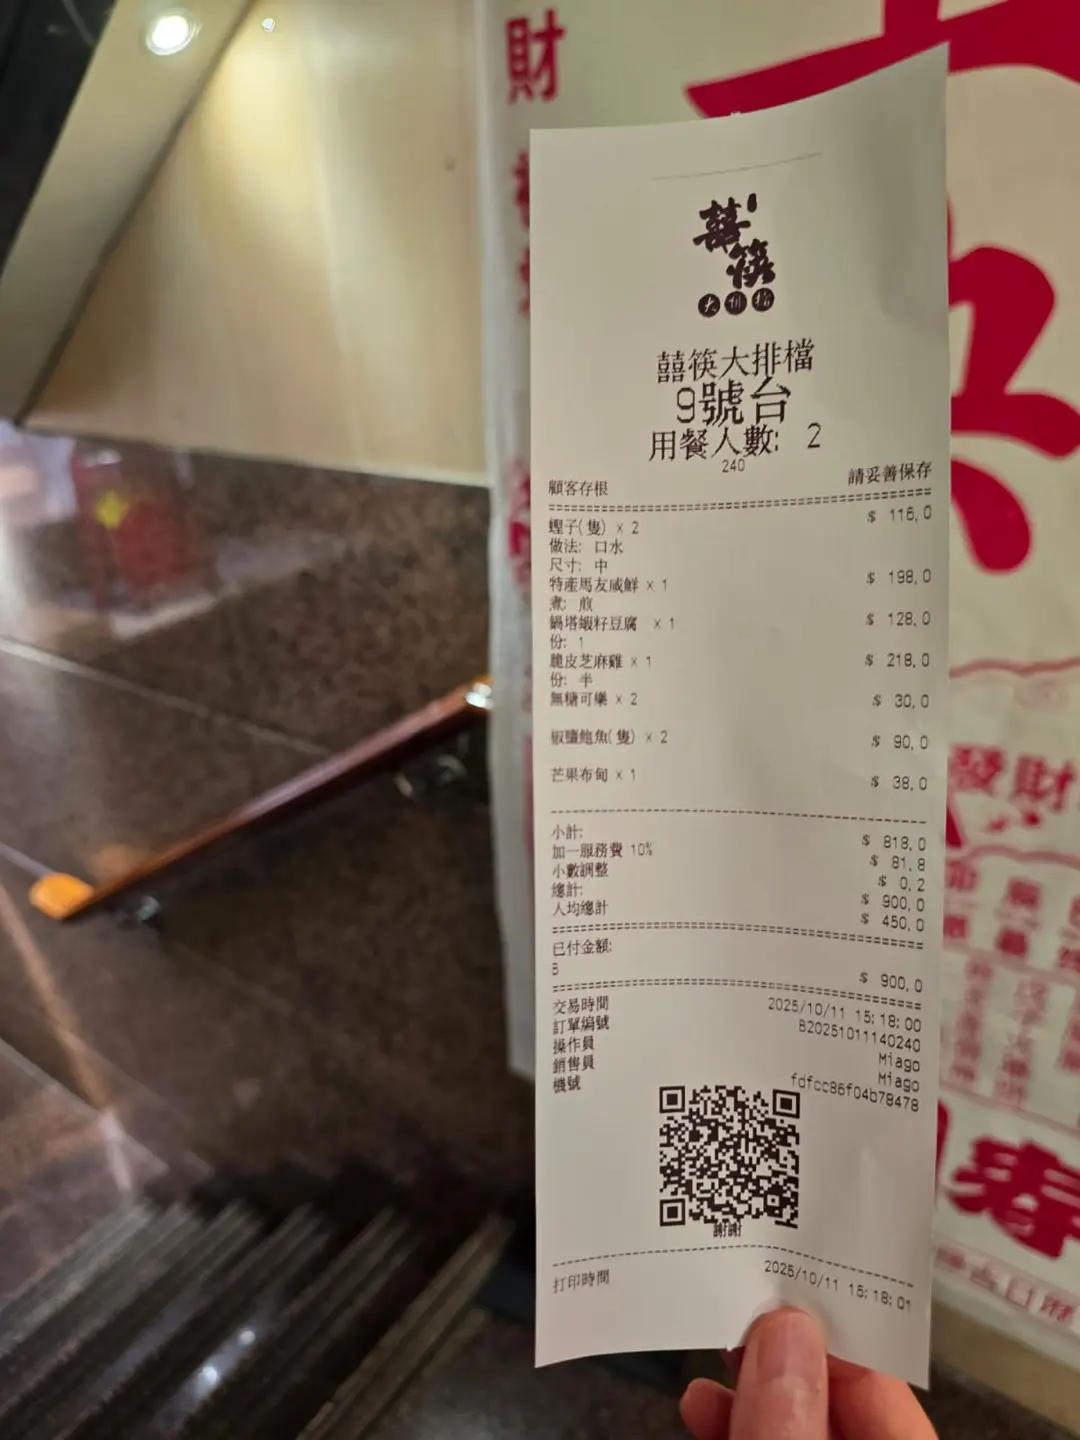 財
囍筷
大排檔
囍筷大排檔
9號台
用餐人數: 2
240
顧客存根 請妥善保存
蟶子(隻) × 2 $ 116.0
做法: 口水
尺寸: 中
特產馬友咸鮮 × 1 $ 198.0
煮: 煎
鍋塔蝦籽豆腐 × 1 $ 128.0
份: 1
脆皮芝麻雞 × 1 $ 218.0
份: 半
無糖可樂 × 2 $ 30.0
椒鹽鮑魚(隻) × 2 $ 90.0
芒果布甸 × 1 $ 38.0
小計: $ 818.0
加一服務費 10% $ 81.8
小數調整 $ 0.2
總計: $ 900.0
人均總計 $ 450.0
已付金額:
B $ 900.0
交易時間 2025/10/11 15:18:00
訂單編號 B20251011140240
操作員 Miago
銷售員 Miago
機號 fdfcc86f04b78478
謝謝
打印時間 2025/10/11 15:18:01
發財
春